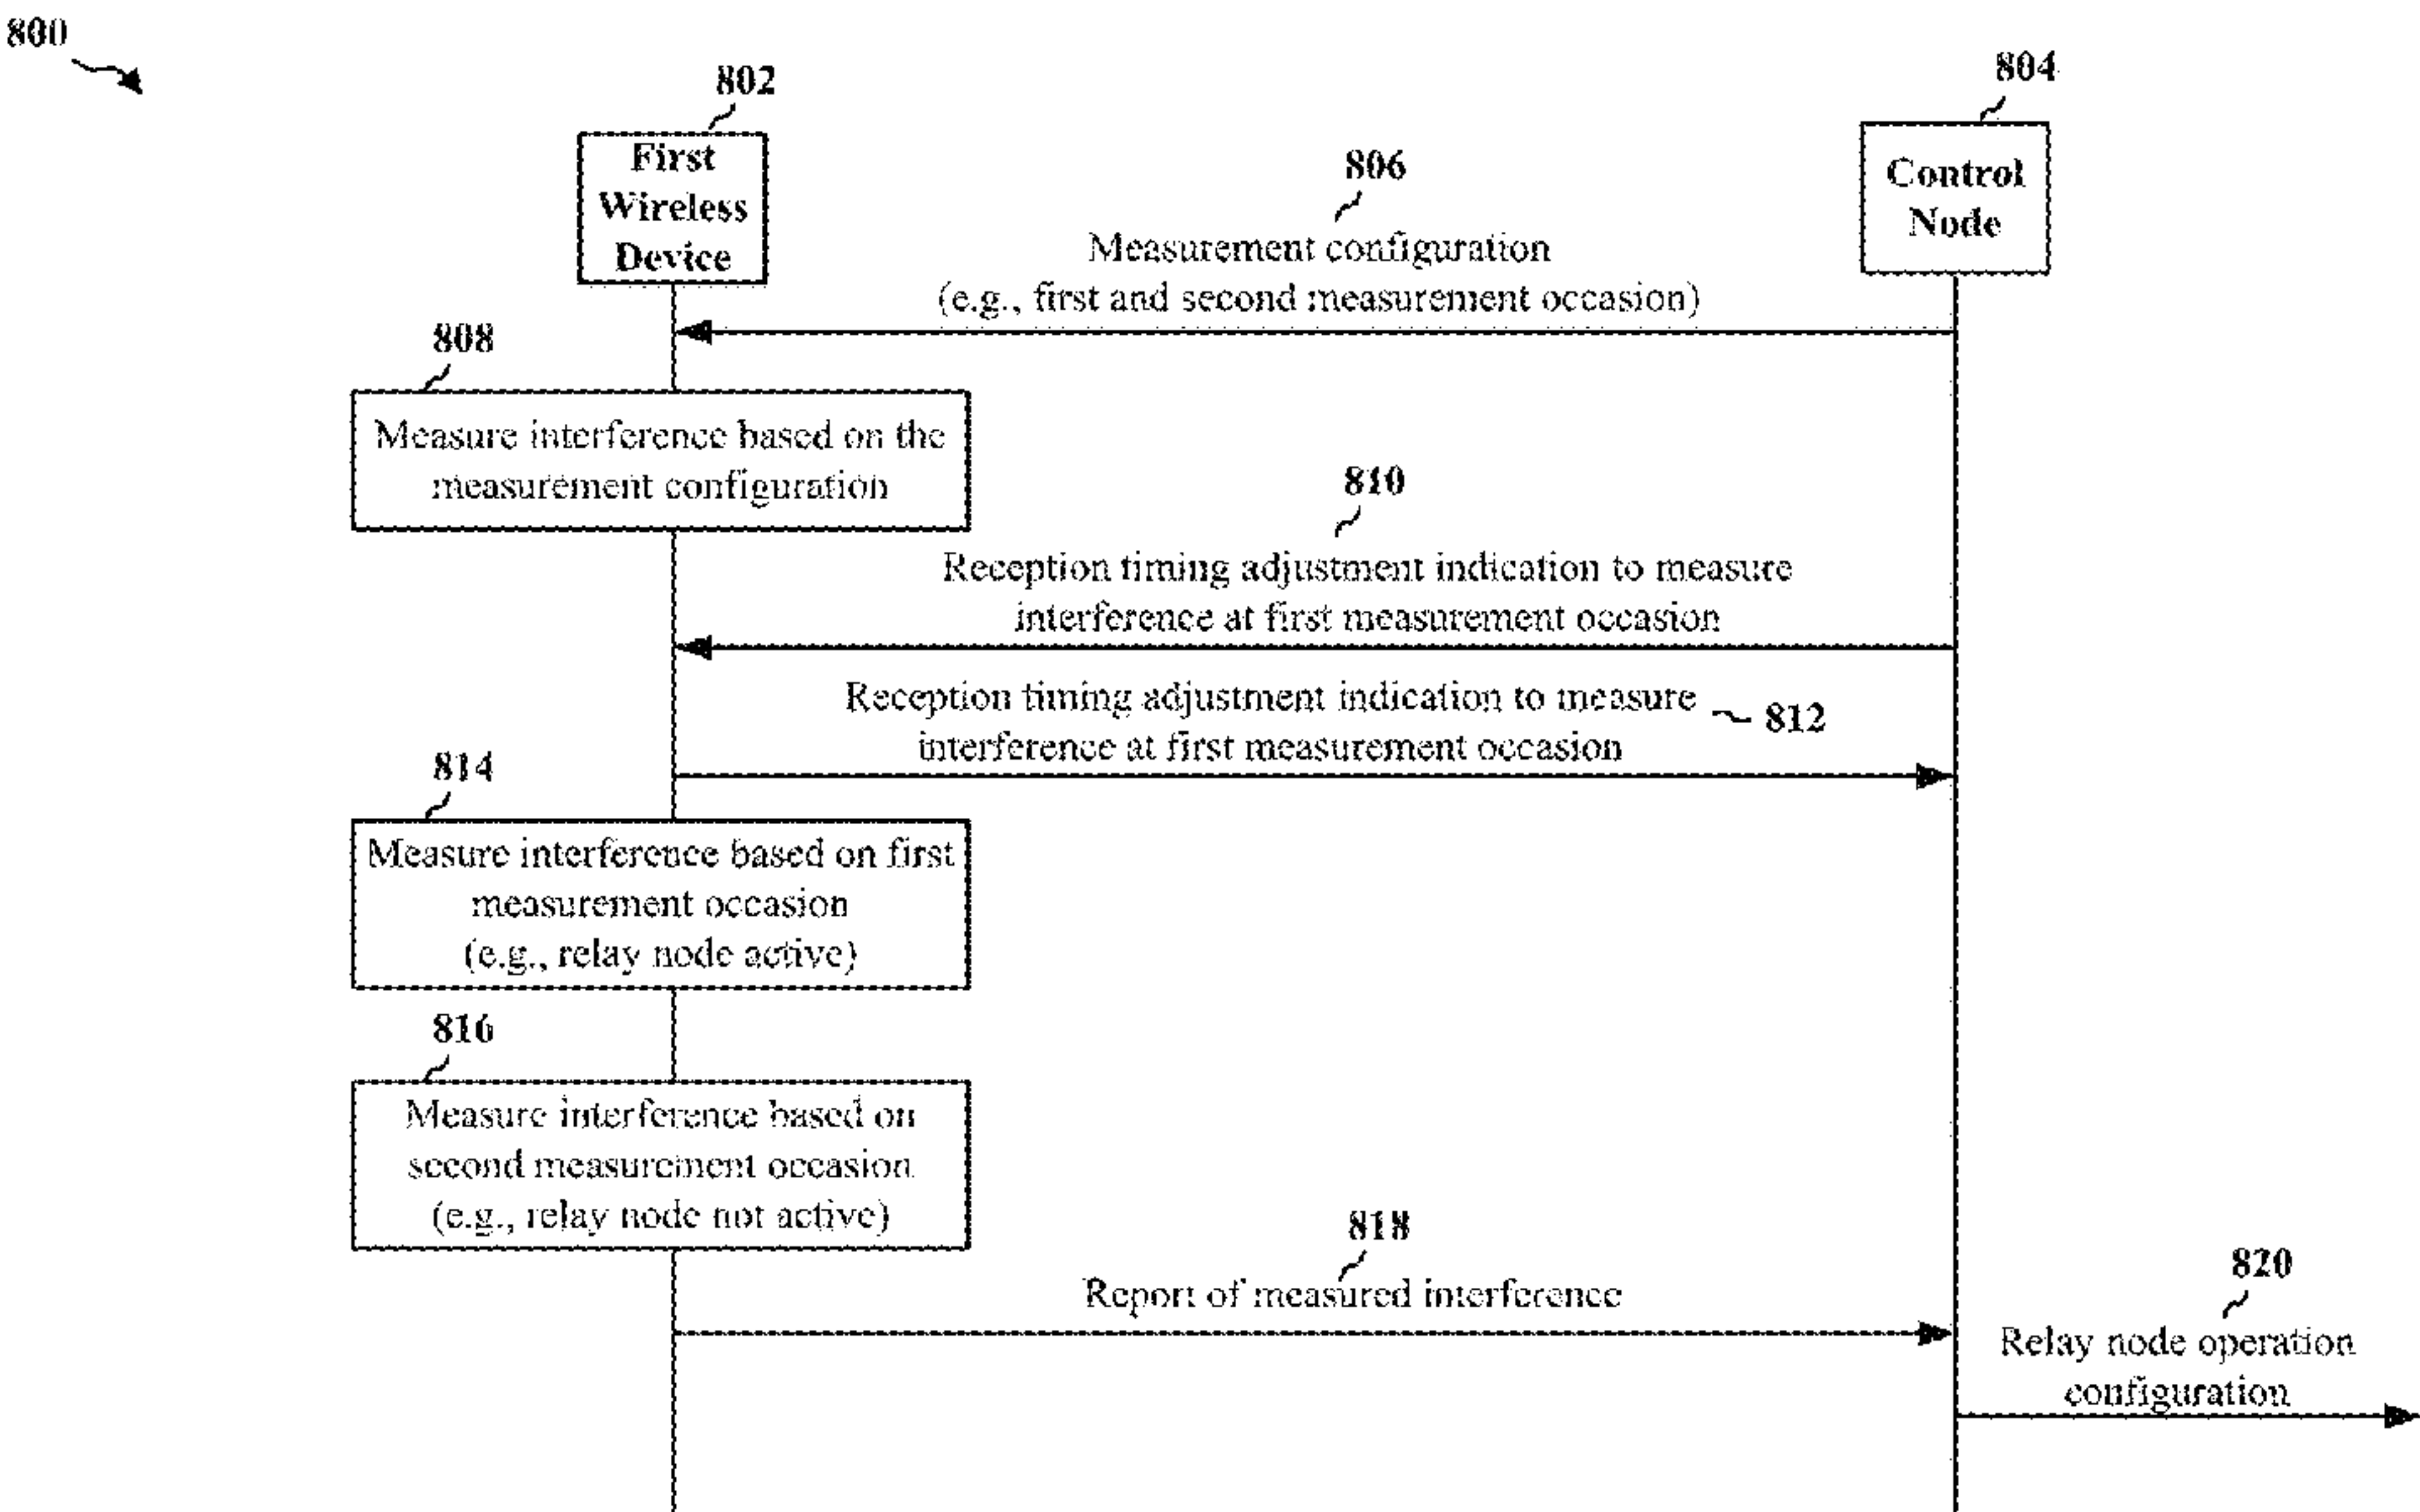 800
802
First
Wireless
Device
804
Control
Node
806
Measurement configuration
(e.g., first and second measurement occasion)
808
Measure interference based on the
measurement configuration
810
Reception timing adjustment indication to measure
interference at first measurement occasion
Reception timing adjustment indication to measure
interference at first measurement occasion
812
814
Measure interference based on first
measurement occasion
(e.g., relay node active)
816
Measure interference based on
second measurement occasion
(e.g., relay node not active)
818
Report of measured interference
820
Relay node operation
configuration